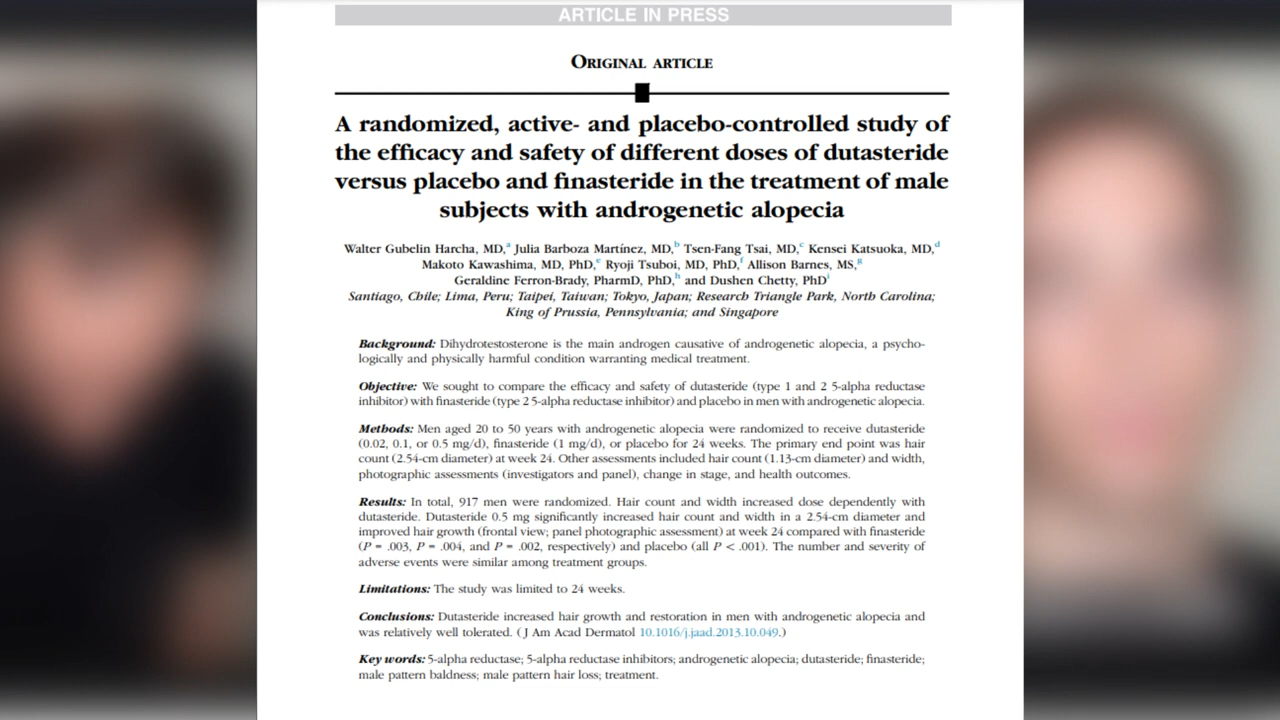 ARTICLE IN PRESS
ORIGINAL ARTICLE
A randomized, active- and placebo-controlled study of
the efficacy and safety of different doses of dutasteride
versus placebo and finasteride in the treatment of male
subjects with androgenetic alopecia
Walter Gubelin Harcha, MD,a Julia Barboza Martínez, MD,b Tsen-Fang Tsai, MD,c Kensei Katsuoka, MD,d
Makoto Kawashima, MD, PhD,e Ryoji Tsuboi, MD, PhD,f Allison Barnes, MS,g
Geraldine Ferron-Brady, PharmD, PhD,h and Dushen Chetty, PhDi
Santiago, Chile; Lima, Peru; Taipei, Taiwan; Tokyo, Japan; Research Triangle Park, North Carolina;
King of Prussia, Pennsylvania; and Singapore
Background: Dihydrotestosterone is the main androgen causative of androgenetic alopecia, a psycho-
logically and physically harmful condition warranting medical treatment.
Objective: We sought to compare the efficacy and safety of dutasteride (type 1 and 2 5-alpha reductase
inhibitor) with finasteride (type 2 5-alpha reductase inhibitor) and placebo in men with androgenetic alopecia.
Methods: Men aged 20 to 50 years with androgenetic alopecia were randomized to receive dutasteride
(0.02, 0.1, or 0.5 mg/d), finasteride (1 mg/d), or placebo for 24 weeks. The primary end point was hair
count (2.54-cm diameter) at week 24. Other assessments included hair count (1.13-cm diameter) and width,
photographic assessments (investigators and panel), change in stage, and health outcomes.
Results: In total, 917 men were randomized. Hair count and width increased dose dependently with
dutasteride. Dutasteride 0.5 mg significantly increased hair count and width in a 2.54-cm diameter and
improved hair growth (frontal view; panel photographic assessment) at week 24 compared with finasteride
(P = .003, P = .004, and P = .002, respectively) and placebo (all P < .001). The number and severity of
adverse events were similar among treatment groups.
Limitations: The study was limited to 24 weeks.
Conclusions: Dutasteride increased hair growth and restoration in men with androgenetic alopecia and
was relatively well tolerated. ( J Am Acad Dermatol 10.1016/j.jaad.2013.10.049.)
Key words: 5-alpha reductase; 5-alpha reductase inhibitors; androgenetic alopecia; dutasteride; finasteride;
male pattern baldness; male pattern hair loss; treatment.